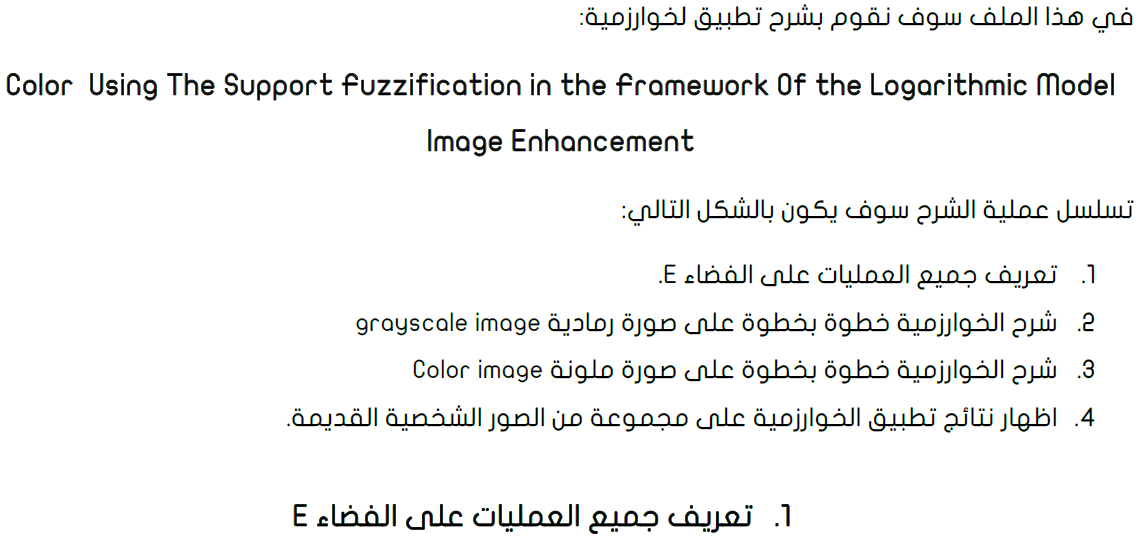 في هذا الملف سوف نقوم بشرح تطبيق لخوارزمية:
Color Using The Support Fuzzification in the Framework Of the Logarithmic Model
Image Enhancement
تسلسل عملية الشرح سوف يكون بالشكل التالي:
1. تعريف جميع العمليات على الفضاء E.
2. شرح الخوارزمية خطوة بخطوة على صورة رمادية grayscale image
3. شرح الخوارزمية خطوة بخطوة على صورة ملونة Color image
4. اظهار نتائج تطبيق الخوارزمية على مجموعة من الصور الشخصية القديمة.
1. تعريف جميع العمليات على الفضاء E